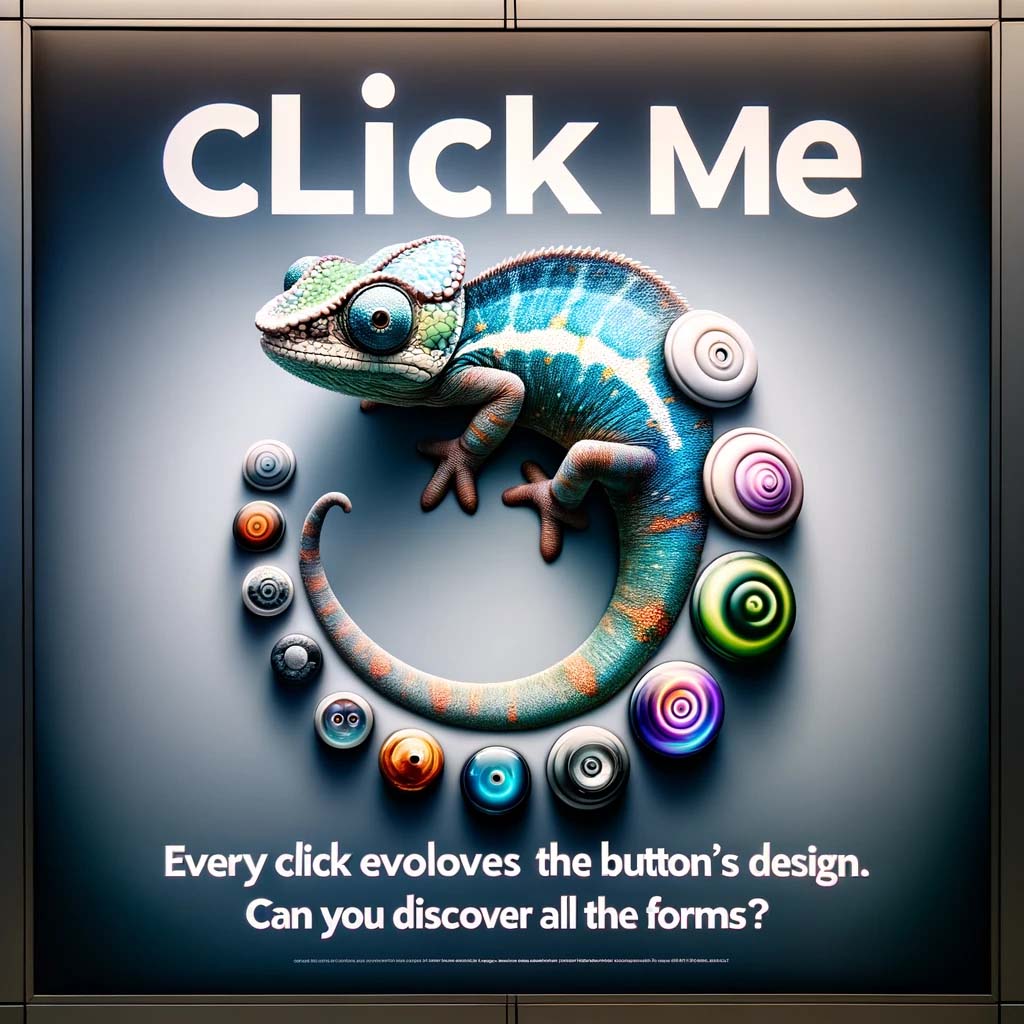 cLick Me
Every click evoloves the button's design.
Can you discover all the forms?